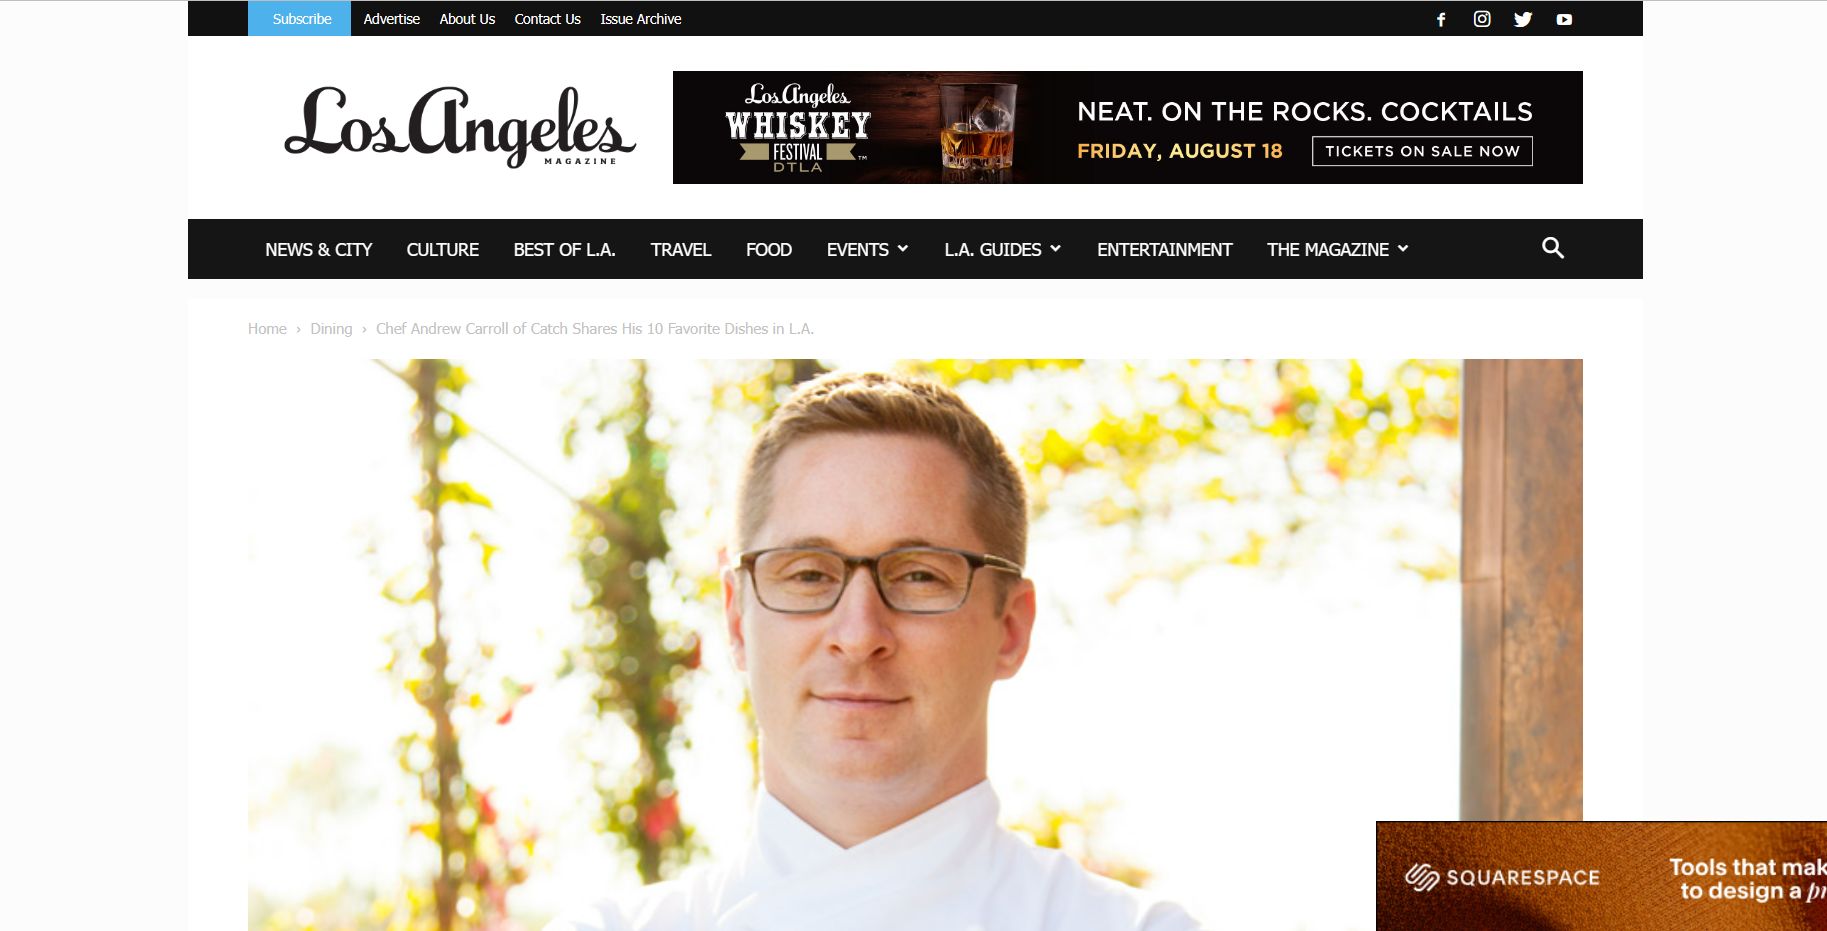 Subscribe Advertise About Us Contact Us Issue Archive
Los Angeles
MAGAZINE
Los Angeles
WHISKEY
FESTIVAL
DTLA
NEAT. ON THE ROCKS. COCKTAILS
FRIDAY, AUGUST 18 TICKETS ON SALE NOW
NEWS & CITY CULTURE BEST OF L.A. TRAVEL FOOD EVENTS L.A. GUIDES ENTERTAINMENT THE MAGAZINE
Home › Dining › Chef Andrew Carroll of Catch Shares His 10 Favorite Dishes in L.A.
SQUARESPACE
Tools that mak
to design a pr